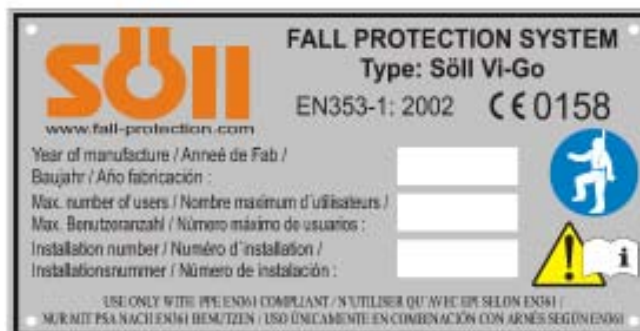 söll
www.fall-protection.com
FALL PROTECTION SYSTEM
Type: Söll Vi-Go
EN353-1: 2002 CE 0158
Year of manufacture / Anneé de Fab /
Baujahr / Año fabricación :
Max. number of users / Nombre maximum d´utilisateurs /
Max. Benutzeranzahl / Número máximo de usuarios :
Installation number / Numéro d´installation /
Installationsnummer / Número de instalación :
i
USE ONLY WITH PPE EN361 COMPLIANT / N´UTILISER QU´AVEC EPI SELON EN361 /
NUR MIT PSA NACH EN361 BENUTZEN / USO ÚNICAMENTE EN COMBINACIÓN CON ARNÉS SEGÚN EN361